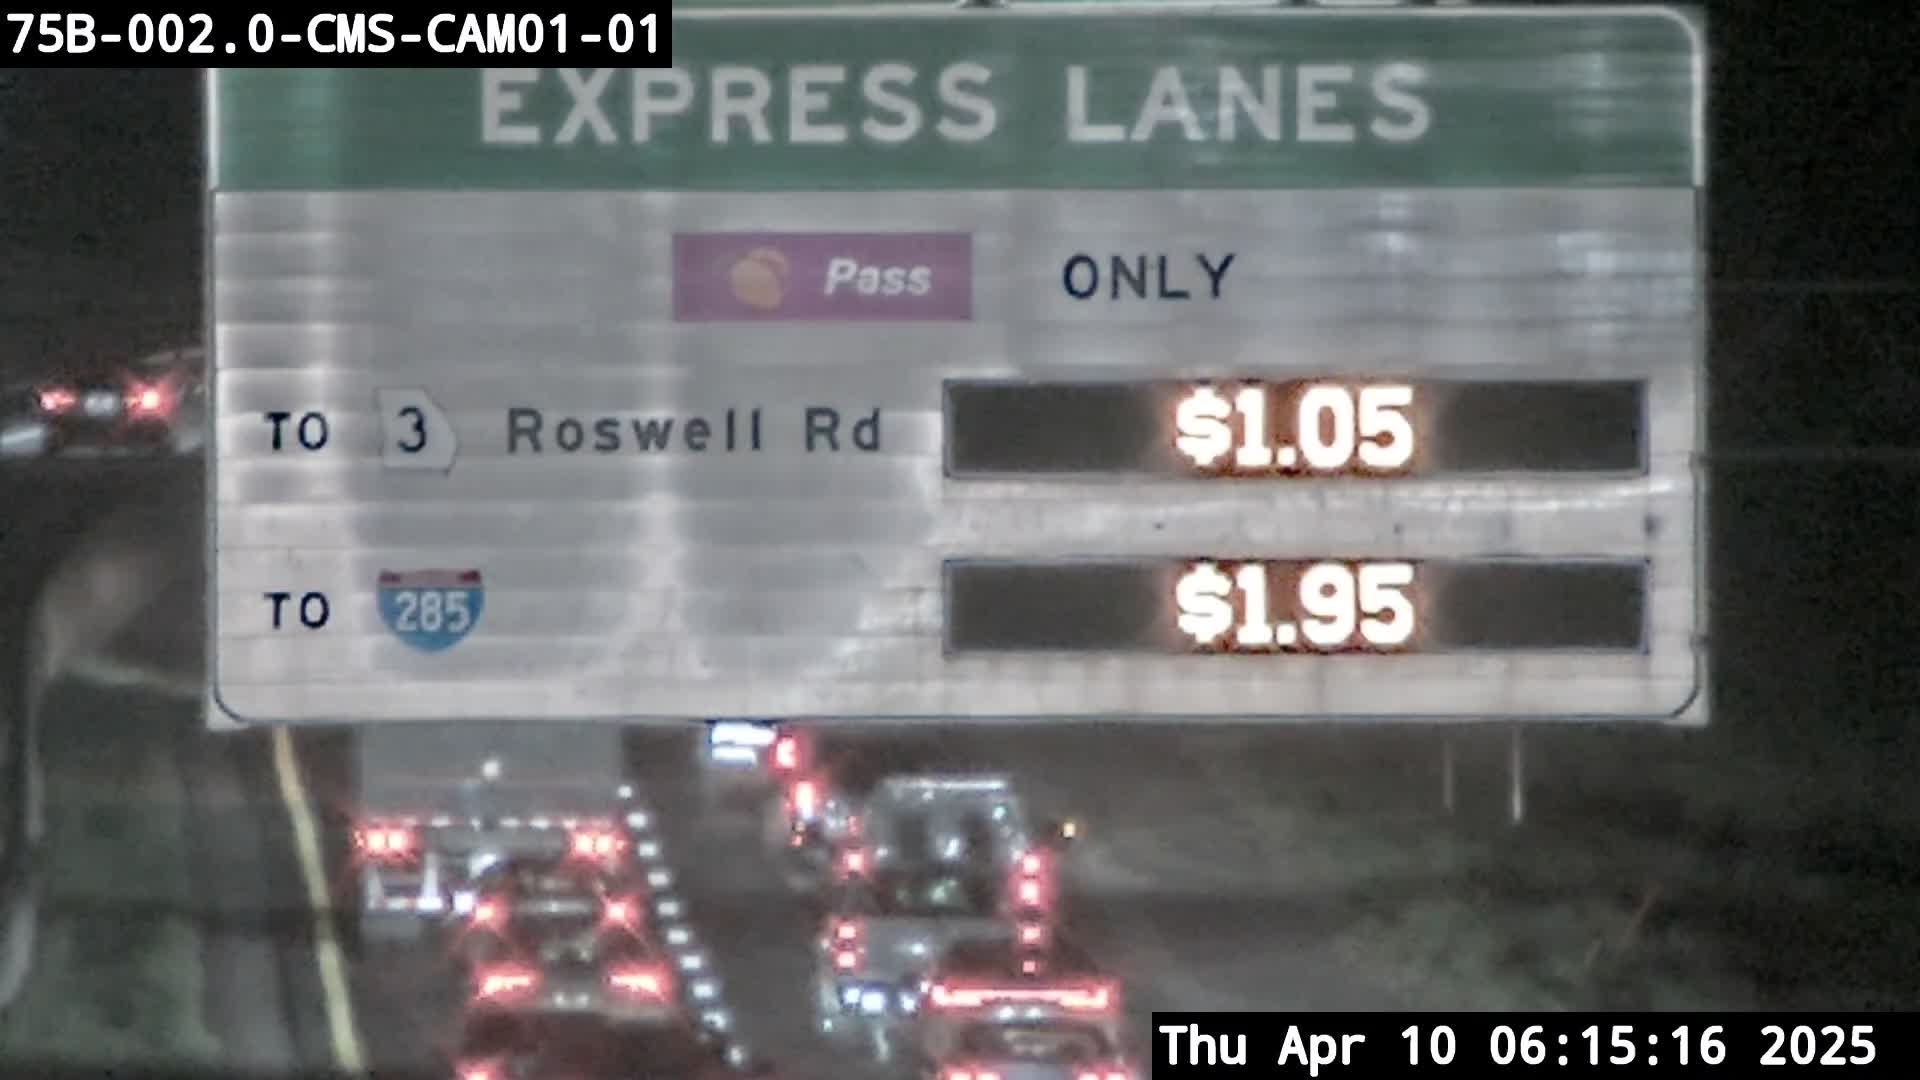 75B-002.0-CMS-CAM01-01
EXPRESS LANES
Pass ONLY
TO 3 Roswell Rd $1.05
TO 285 $1.95
Thu Apr 10 06:15:16 2025